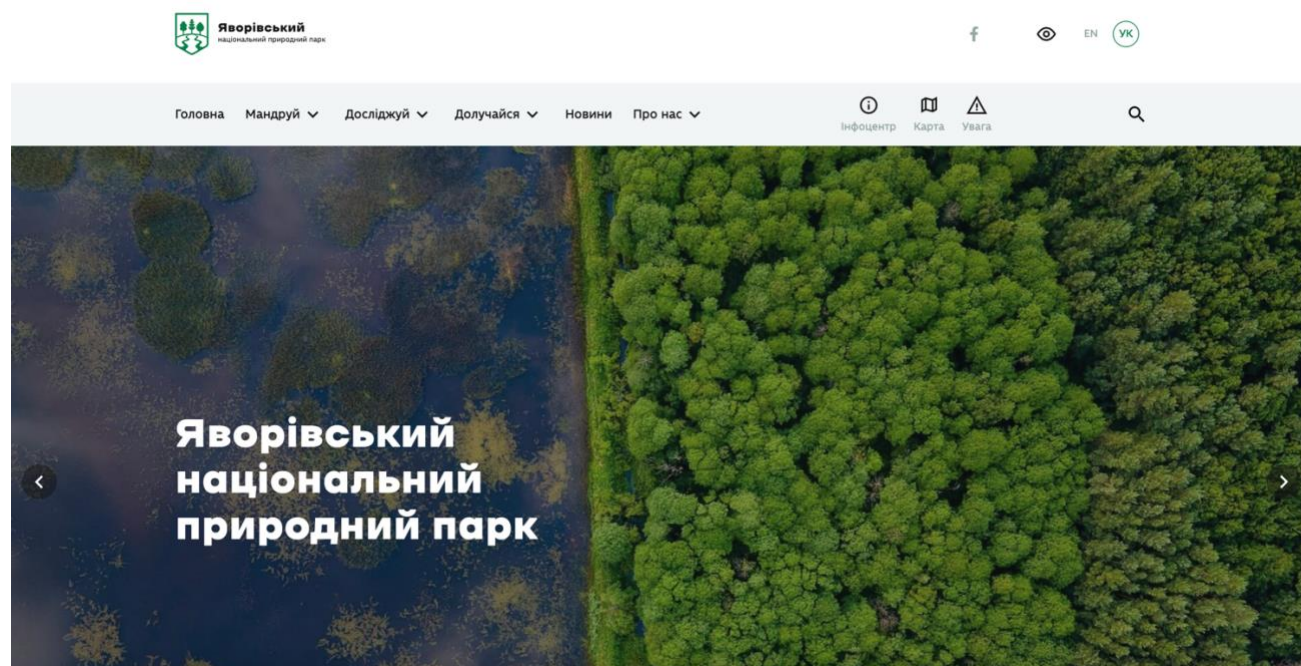 Яворівський
національний природний парк
EN
УК
Головна Мандруй Досліджуй Долучайся Новини Про нас
Інфоцентр Карта Увага
Яворівський
національний
природний парк